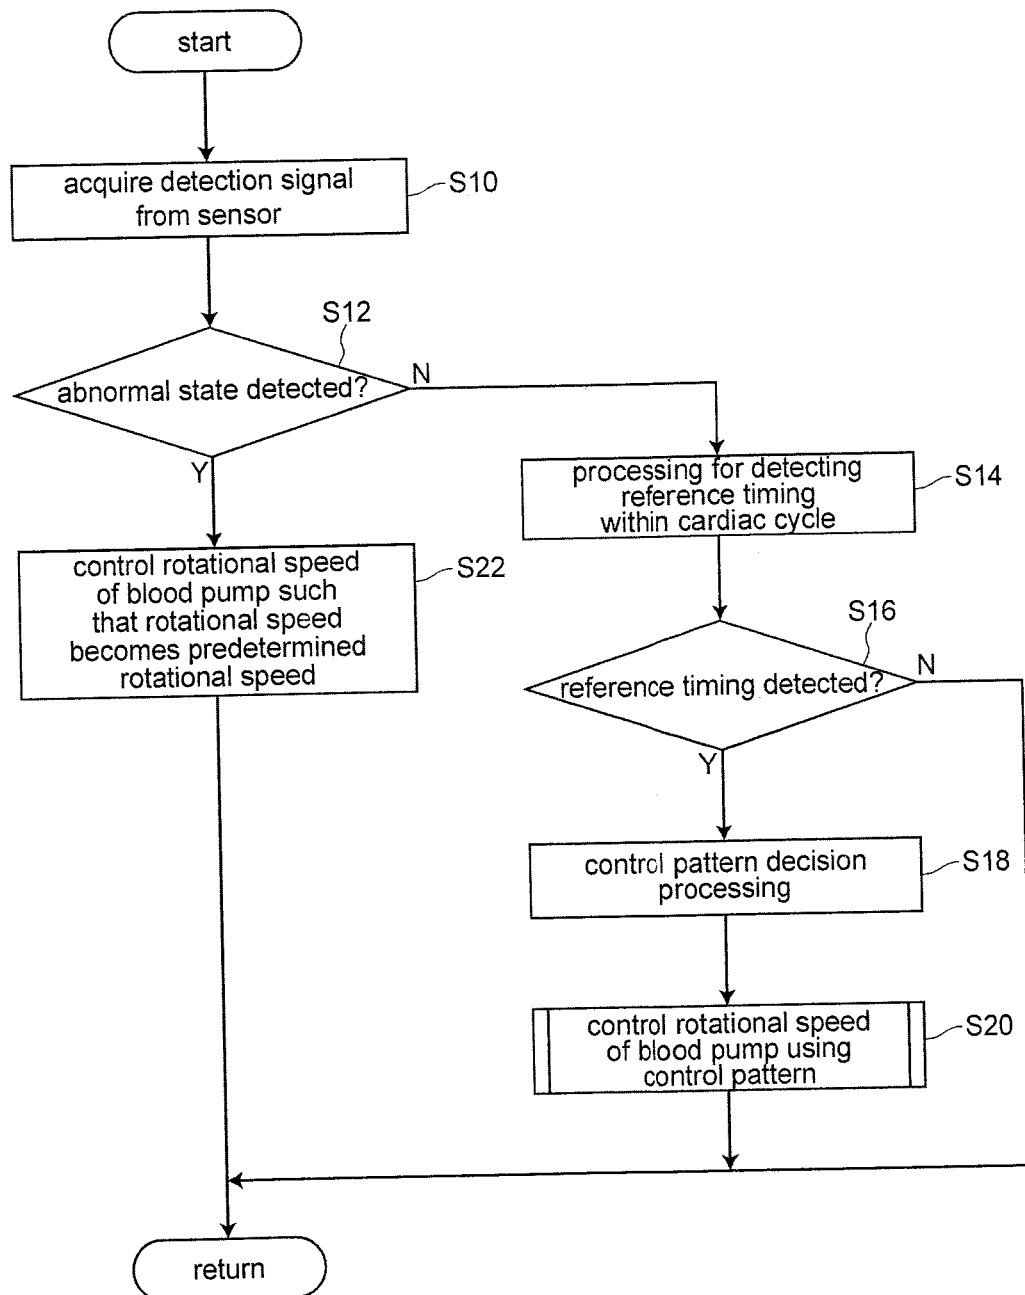 start
acquire detection signal
from sensor
S10
S12
abnormal state detected?
N
Y
processing for detecting
reference timing
within cardiac cycle
S14
control rotational speed
of blood pump such
that rotational speed
becomes predetermined
rotational speed
S22
S16
reference timing detected?
N
Y
control pattern decision
processing
S18
control rotational speed
of blood pump using
control pattern
S20
return